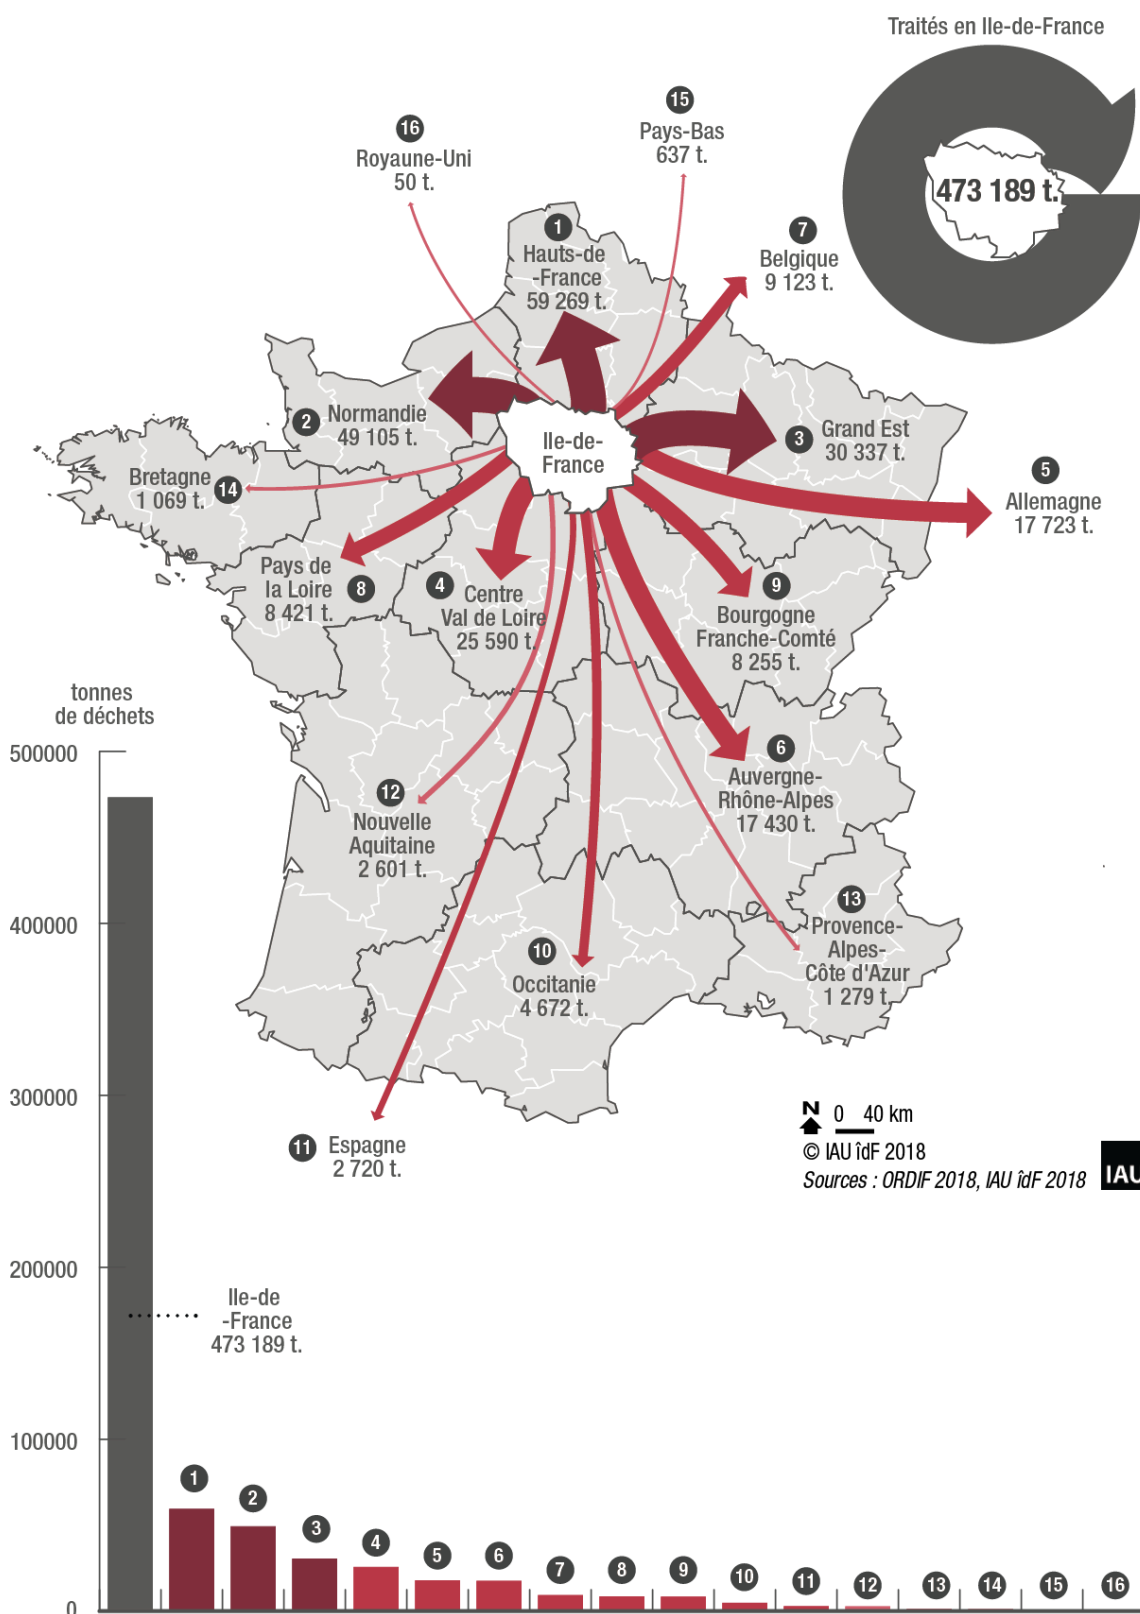 Traités en Ile-de-France
473 189 t.
15
Pays-Bas
637 t.
16
Royaume-Uni
50 t.
1
Hauts-de
-France
59 269 t.
7
Belgique
9 123 t.
2
Normandie
49 105 t.
Ile-de-
France
3
Grand Est
30 337 t.
Bretagne
1 069 t.
14
5
Allemagne
17 723 t.
Pays de
la Loire
8 421 t.
8
4
Centre
Val de Loire
25 590 t.
9
Bourgogne
Franche-Comté
8 255 t.
6
Auvergne-
Rhône-Alpes
17 430 t.
12
Nouvelle
Aquitaine
2 601 t.
13
Provence-
Alpes-
Côte d'Azur
1 279 t.
10
Occitanie
4 672 t.
11
Espagne
2 720 t.
N
0 40 km
© IAU îdF 2018
Sources : ORDIF 2018, IAU îdF 2018
IAU
tonnes
de déchets
500000
400000
300000
200000
100000
0
Ile-de
-France
473 189 t.
1
2
3
4
5
6
7
8
9
10
11
12
13
14
15
16